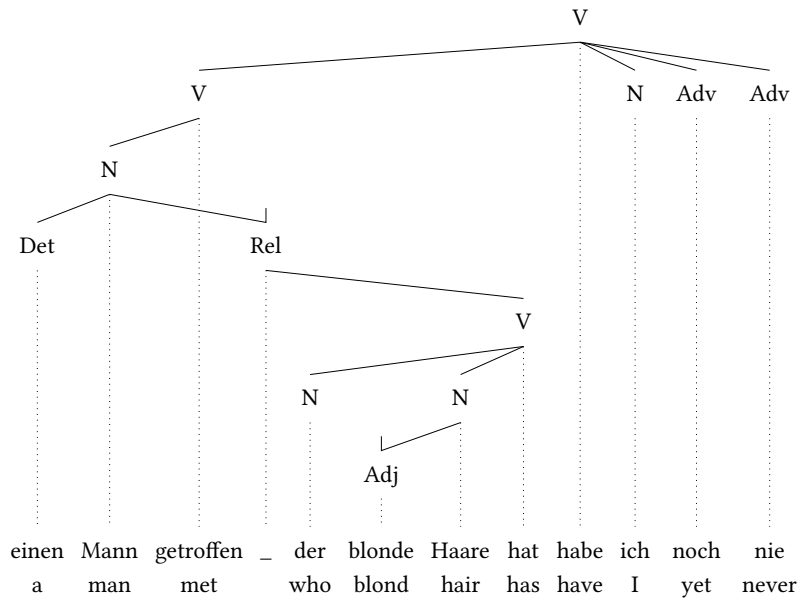 V
V N Adv Adv
N
Det Rel
V
N N
Adj
einen Mann getroffen _ der blonde Haare hat habe ich noch nie
a man met who blond hair has have I yet never